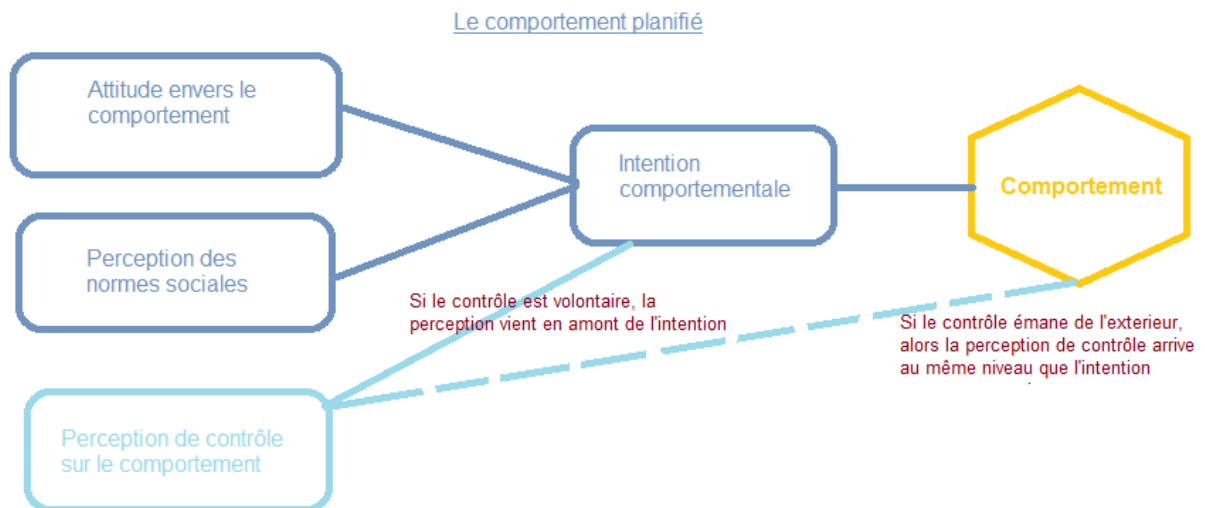 Le comportement planifié
Attitude envers le
comportement
Intention
comportementale
Comportement
Perception des
normes sociales
Si le contrôle est volontaire, la
perception vient en amont de l'intention
Si le contrôle émane de l'exterieur,
alors la perception de contrôle arrive
au même niveau que l'intention
Perception de contrôle
sur le comportement